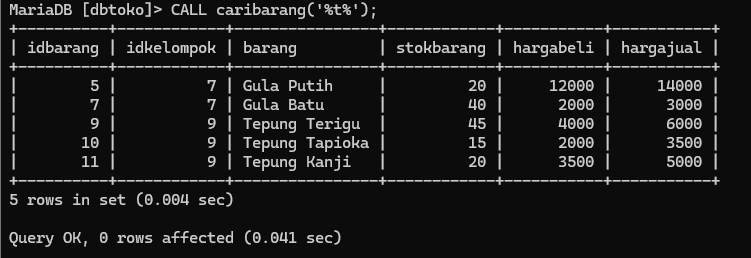 MariaDB [dbtoko]> CALL caribarang('%t%');
+----------+------------+----------------+------------+-----------+-----------+
| idbarang | idkelompok | barang         | stokbarang | hargabeli | hargajual |
+----------+------------+----------------+------------+-----------+-----------+
|        5 |          7 | Gula Putih     |         20 |     12000 |     14000 |
|        7 |          7 | Gula Batu      |         40 |      2000 |      3000 |
|        9 |          9 | Tepung Terigu  |         45 |      4000 |      6000 |
|       10 |          9 | Tepung Tapioka |         15 |      2000 |      3500 |
|       11 |          9 | Tepung Kanji   |         20 |      3500 |      5000 |
+----------+------------+----------------+------------+-----------+-----------+
5 rows in set (0.004 sec)
Query OK, 0 rows affected (0.041 sec)